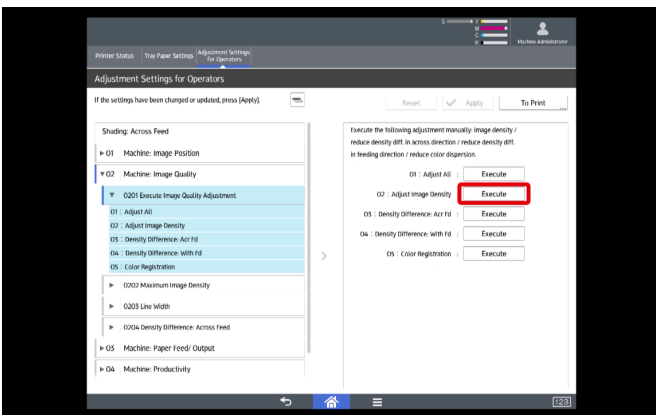 S
Y
M
C
K
Machine Administrator
Printer Status Tray Paper Settings Adjustment Settings for Operators
Adjustment Settings for Operators
If the settings have been changed or updated, press [Apply].
Reset Apply To Print ...
Shading: Across Feed
01 Machine: Image Position
02 Machine: Image Quality
0201 Execute Image Quality Adjustment
01 : Adjust All
02 : Adjust Image Density
03 : Density Difference: Acr Fd
04 : Density Difference: With Fd
05 : Color Registration
0202 Maximum Image Density
0203 Line Width
0204 Density Difference: Across Feed
03 Machine: Paper Feed/ Output
04 Machine: Productivity
Execute the following adjustment manually: image density /
reduce density diff. in across direction / reduce density diff.
in feeding direction / reduce color dispersion.
01 : Adjust All : Execute
02 : Adjust Image Density Execute
03 : Density Difference: Acr Fd : Execute
04 : Density Difference: With Fd : Execute
05 : Color Registration : Execute
123